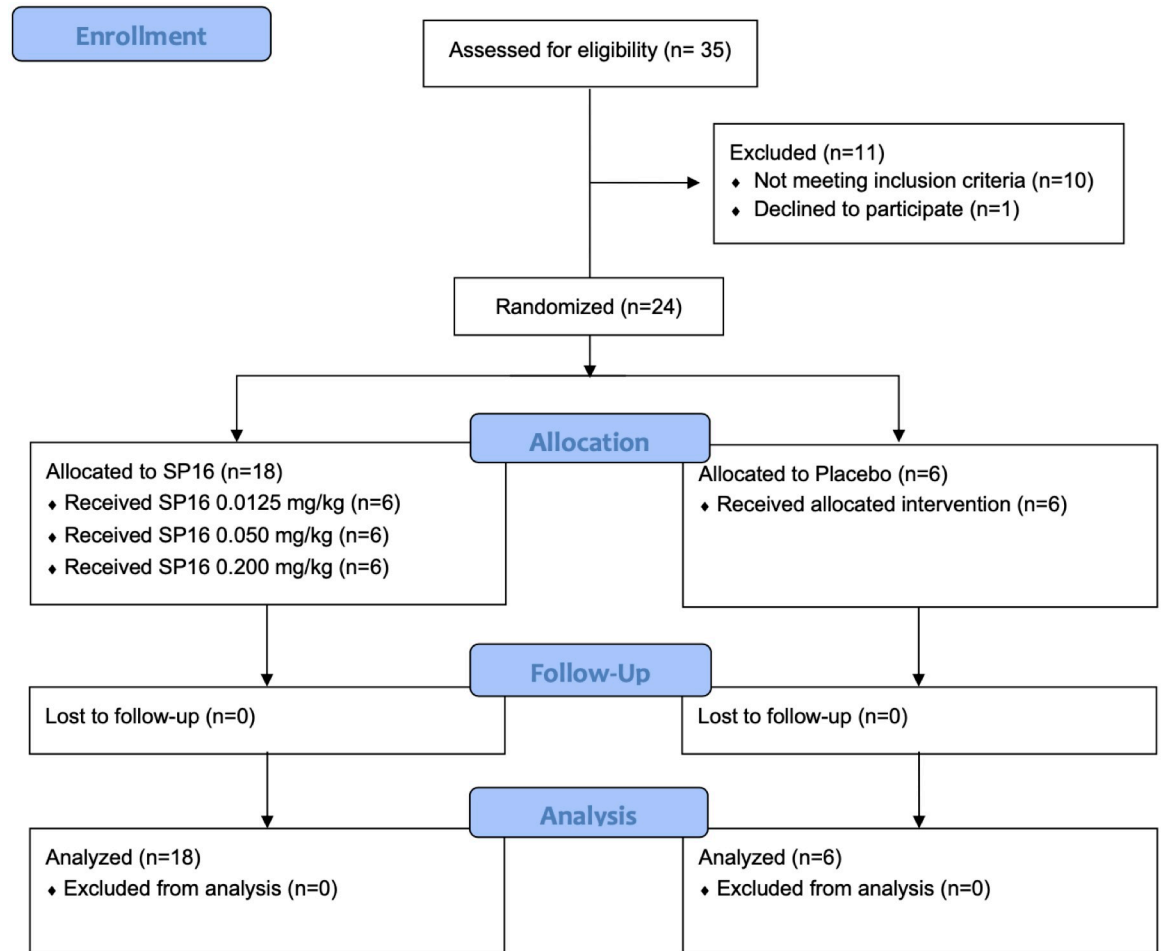 Enrollment
Assessed for eligibility (n= 35)
Excluded (n=11)
♦ Not meeting inclusion criteria (n=10)
♦ Declined to participate (n=1)
Randomized (n=24)
Allocation
Allocated to SP16 (n=18)
♦ Received SP16 0.0125 mg/kg (n=6)
♦ Received SP16 0.050 mg/kg (n=6)
♦ Received SP16 0.200 mg/kg (n=6)
Allocated to Placebo (n=6)
♦ Received allocated intervention (n=6)
Follow-Up
Lost to follow-up (n=0)
Lost to follow-up (n=0)
Analysis
Analyzed (n=18)
♦ Excluded from analysis (n=0)
Analyzed (n=6)
♦ Excluded from analysis (n=0)